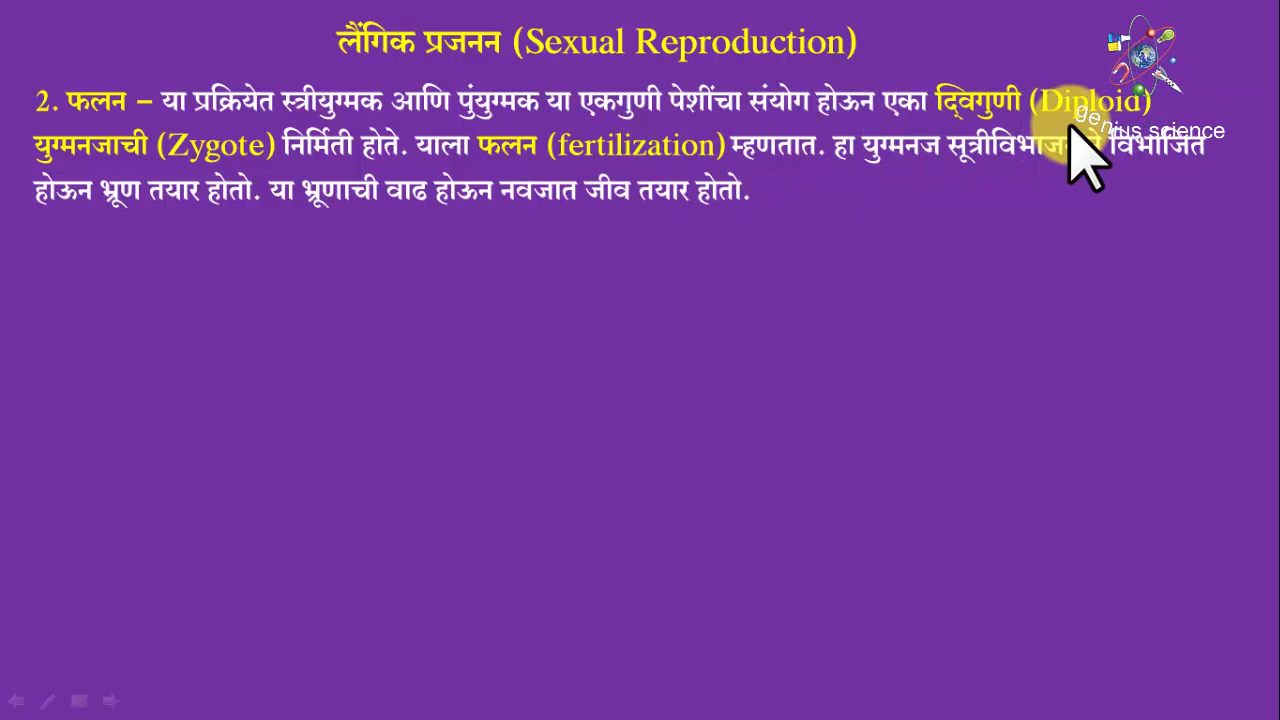 लैंगिक प्रजनन (Sexual Reproduction)
2. फलन – या प्रक्रियेत स्त्रीयुग्मक आणि पुंयुग्मक या एकगुणी पेशींचा संयोग होऊन एका द्विगुणी (Diploid)
युग्मनजाची (Zygote) निर्मिती होते. याला फलन (fertilization) म्हणतात. हा युग्मनज सूत्रीविभाजनाने विभाजित
होऊन भ्रूण तयार होतो. या भ्रूणाची वाढ होऊन नवजात जीव तयार होतो.
genius science